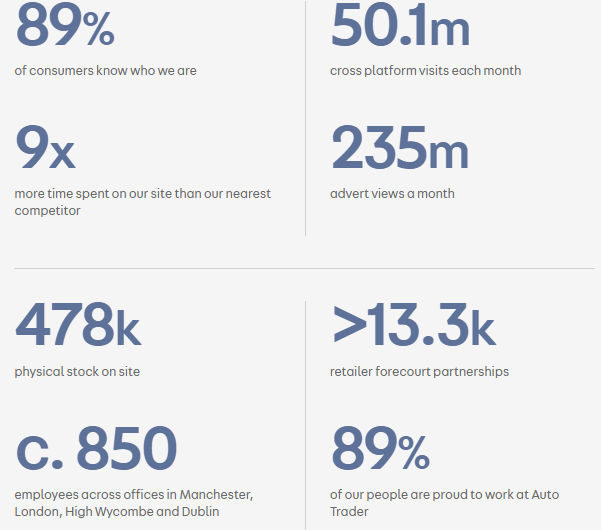 89%
of consumers know who we are
50.1m
cross platform visits each month
9x
more time spent on our site than our nearest
competitor
235m
advert views a month
478k
physical stock on site
>13.3k
retailer forecourt partnerships
c. 850
employees across offices in Manchester,
London, High Wycombe and Dublin
89%
of our people are proud to work at Auto
Trader